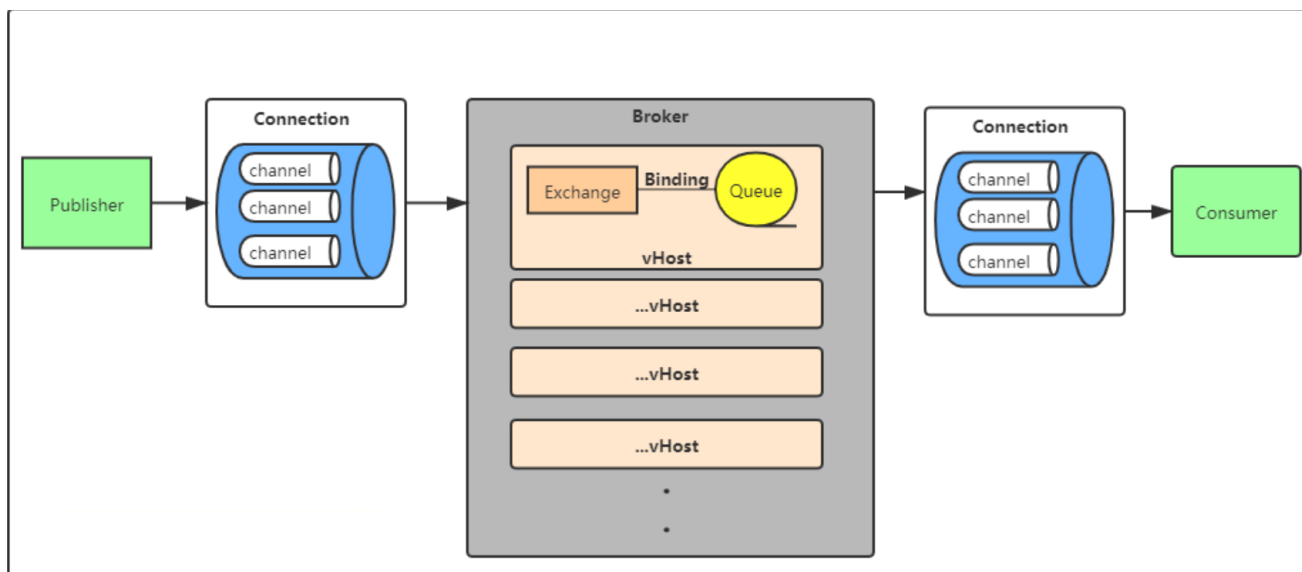 Publisher
Connection
channel
channel
channel
Broker
Exchange
Binding
Queue
vHost
...vHost
...vHost
...vHost
Connection
channel
channel
channel
Consumer